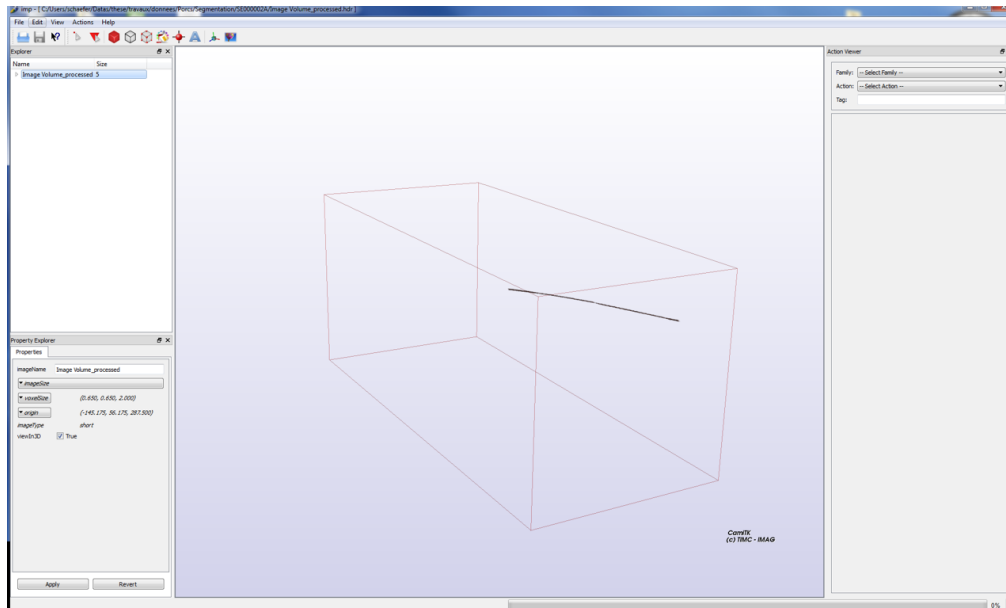 imp - [ C:/Users/schaefer/Datas/these/travaux/donnees/Porcs/Segmentation/SE000002A/Image Volume_processed.hdr ]
File Edit View Actions Help
Explorer
Name Size
Image Volume_processed 5
Property Explorer
Properties
imageName Image Volume_processed
imageSize
voxelSize (0.650, 0.650, 2.000)
origin (-145.175, 56.175, 287.500)
imageType short
viewIn3D True
Apply Revert
CamiTK
(c) TIMC - IMAG
Action Viewer
Family: -- Select Family --
Action: -- Select Action --
Tag:
0%